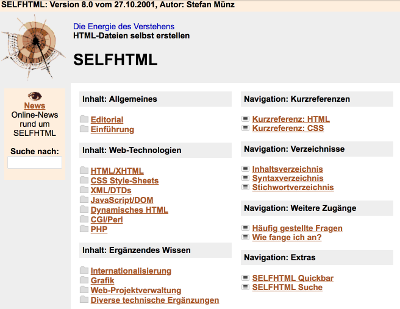 SELFHTML: Version 8.0 vom 27.10.2001, Autor: Stefan Münz
Die Energie des Verstehens
HTML-Dateien selbst erstellen
SELFHTML
News
Online-News
rund um
SELFHTML
Suche nach:
Inhalt: Allgemeines
Editorial
Einführung
Inhalt: Web-Technologien
HTML/XHTML
CSS Style-Sheets
XML/DTDs
JavaScript/DOM
Dynamisches HTML
CGI/Perl
PHP
Inhalt: Ergänzendes Wissen
Internationalisierung
Grafik
Web-Projektverwaltung
Diverse technische Ergänzungen
Navigation: Kurzreferenzen
Kurzreferenz: HTML
Kurzreferenz: CSS
Navigation: Verzeichnisse
Inhaltsverzeichnis
Syntaxverzeichnis
Stichwortverzeichnis
Navigation: Weitere Zugänge
Häufig gestellte Fragen
Wie fange ich an?
Navigation: Extras
SELFHTML Quickbar
SELFHTML Suche